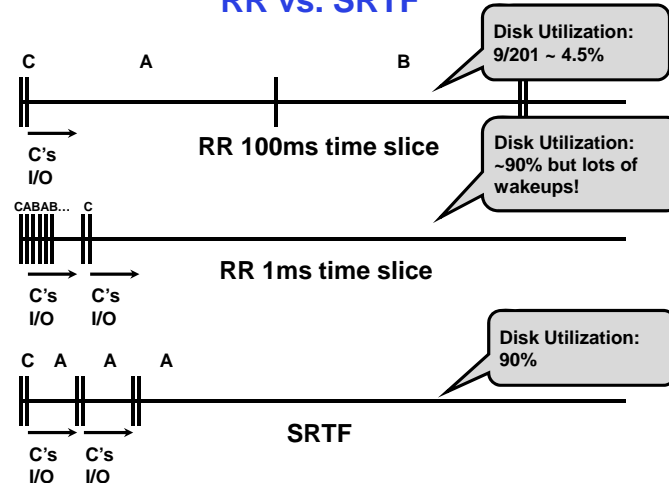 RR vs. SRTF
Disk Utilization:
9/201 ~ 4.5%
C A B
C's
I/O
RR 100ms time slice
Disk Utilization:
~90% but lots of
wakeups!
CABAB... C
C's
I/O
C's
I/O
RR 1ms time slice
Disk Utilization:
90%
C A A A
C's
I/O
C's
I/O
SRTF